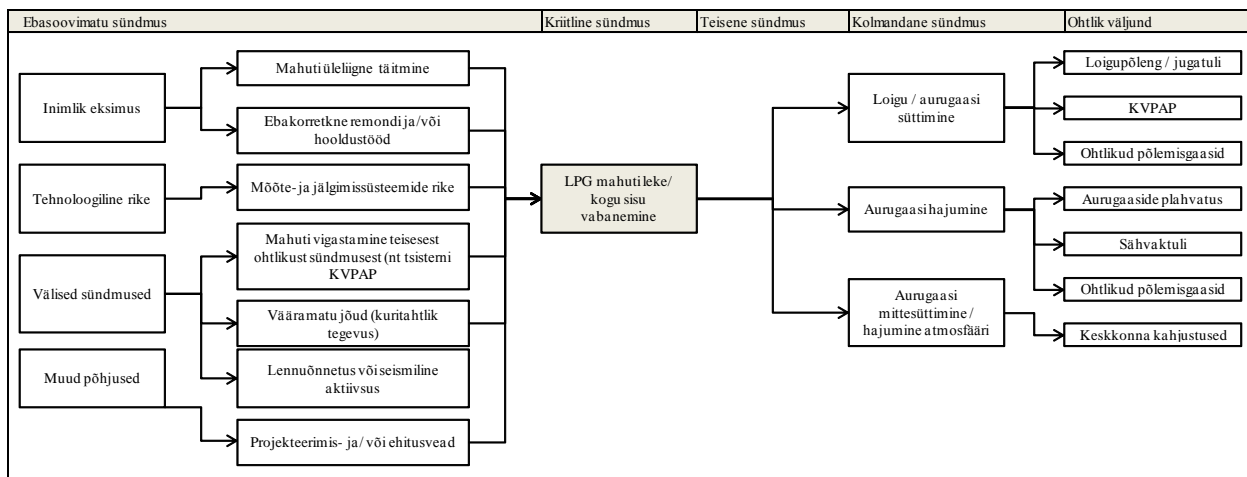 Ebasoovimatu sündmus
Kriitline sündmus
Teisene sündmus
Kolmandane sündmus
Ohtlik väljund
Inimlik eksimus
Mahuti üleliigne täitmine
Ebakorretkne remondi ja/või
hooldustööd
Tehnoloogiline rike
Mõõte- ja jälgimissüsteemide rike
Välised sündmused
Mahuti vigastamine teisesest
ohtlikust sündmusest (nt tsisterni
KVPAP
Vääramatu jõud (kuritahtlik
tegevus)
Lennuõnnetus või seismiline
aktiivsus
Muud põhjused
Projekteerimis- ja/ või ehitusvead
LPG mahuti leke/
kogu sisu
vabanemine
Loigu / aurugaasi
süttimine
Loigupõleng / jugatuli
KVPAP
Ohtlikud põlemisgaasid
Aurugaasi hajumine
Aurugaaside plahvatus
Sähvaktuli
Ohtlikud põlemisgaasid
Aurugaasi
mittesüttimine /
hajumine atmosfääri
Keskkonna kahjustused